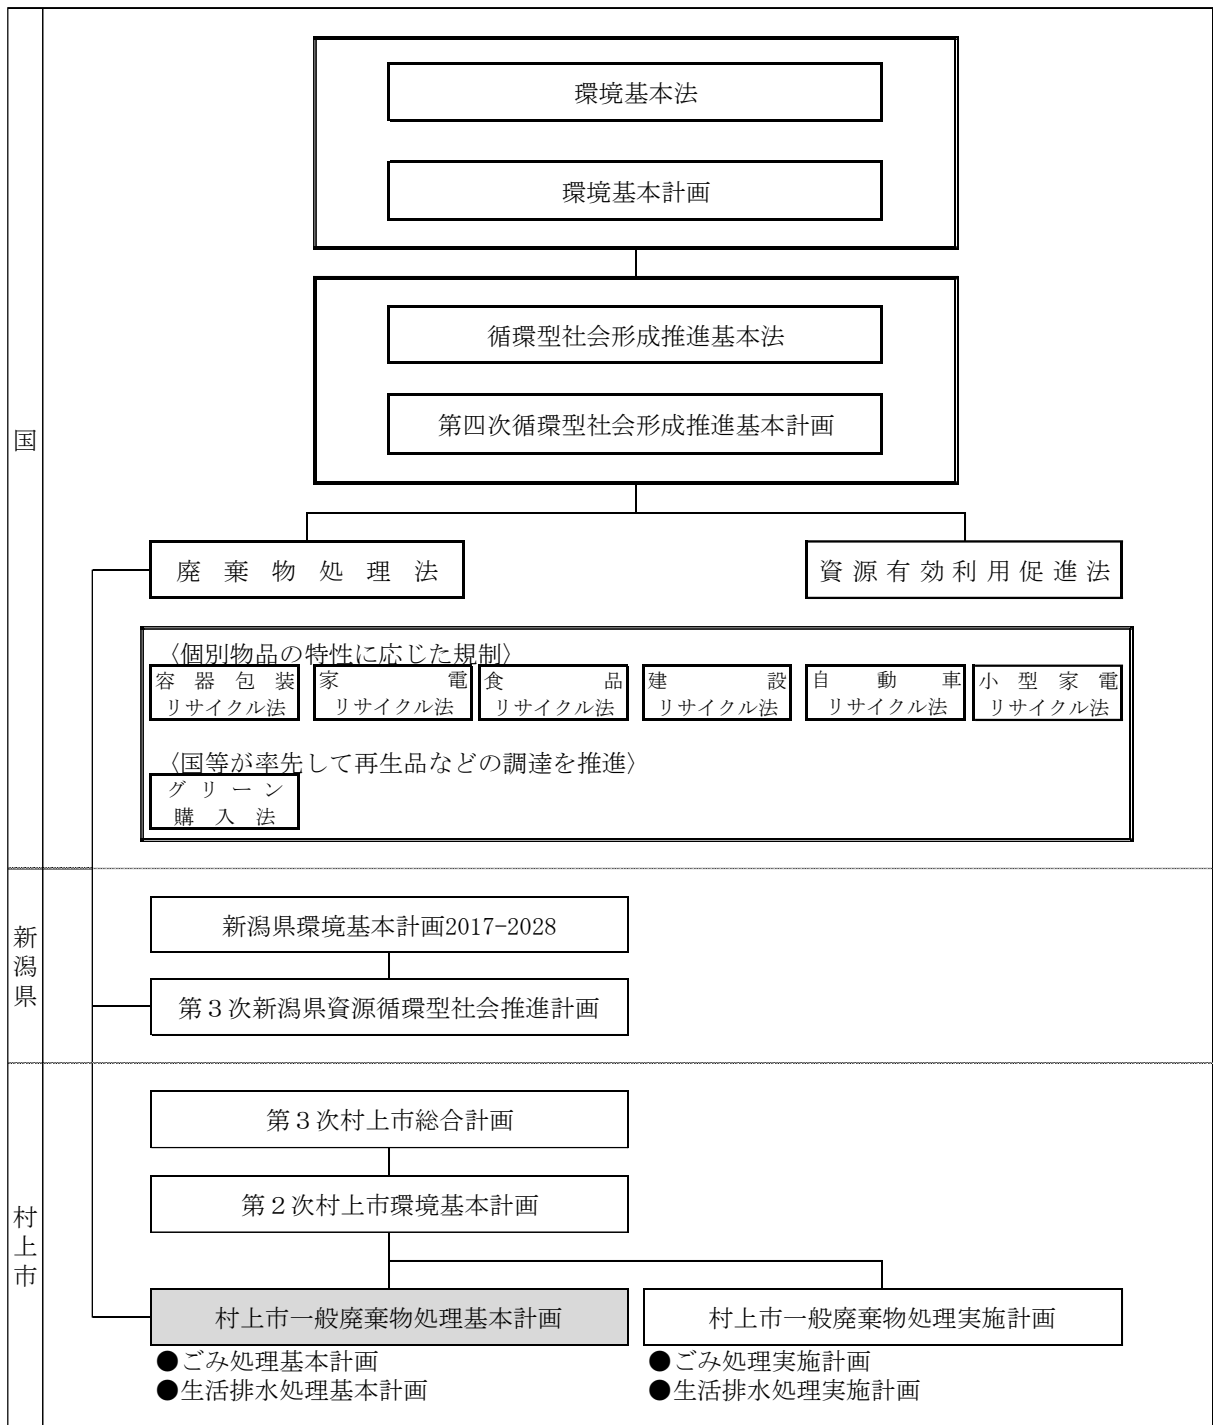 国
環境基本法
環境基本計画
循環型社会形成推進基本法
第四次循環型社会形成推進基本計画
廃棄物処理法
資源有効利用促進法
〈個別物品の特性に応じた規制〉
容器包装
リサイクル法
家電
リサイクル法
食品
リサイクル法
建設
リサイクル法
自動車
リサイクル法
小型家電
リサイクル法
〈国等が率先して再生品などの調達を推進〉
グリーン
購入法
新潟県
新潟県環境基本計画2017-2028
第３次新潟県資源循環型社会推進計画
村上市
第３次村上市総合計画
第２次村上市環境基本計画
村上市一般廃棄物処理基本計画
●ごみ処理基本計画
●生活排水処理基本計画
村上市一般廃棄物処理実施計画
●ごみ処理実施計画
●生活排水処理実施計画